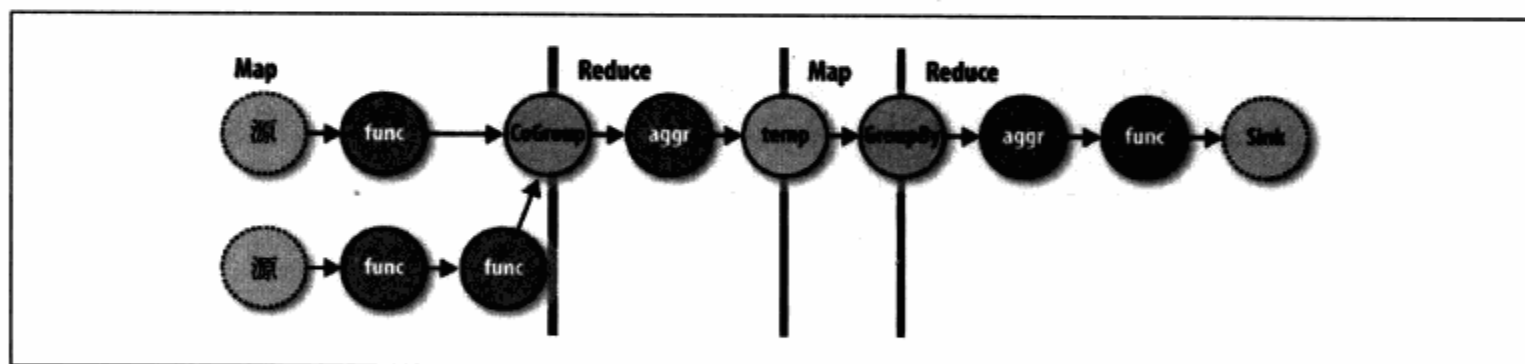 Map Reduce Map Reduce
源 func CoGroup aggr temp GroupBy aggr func Sink
源 func func